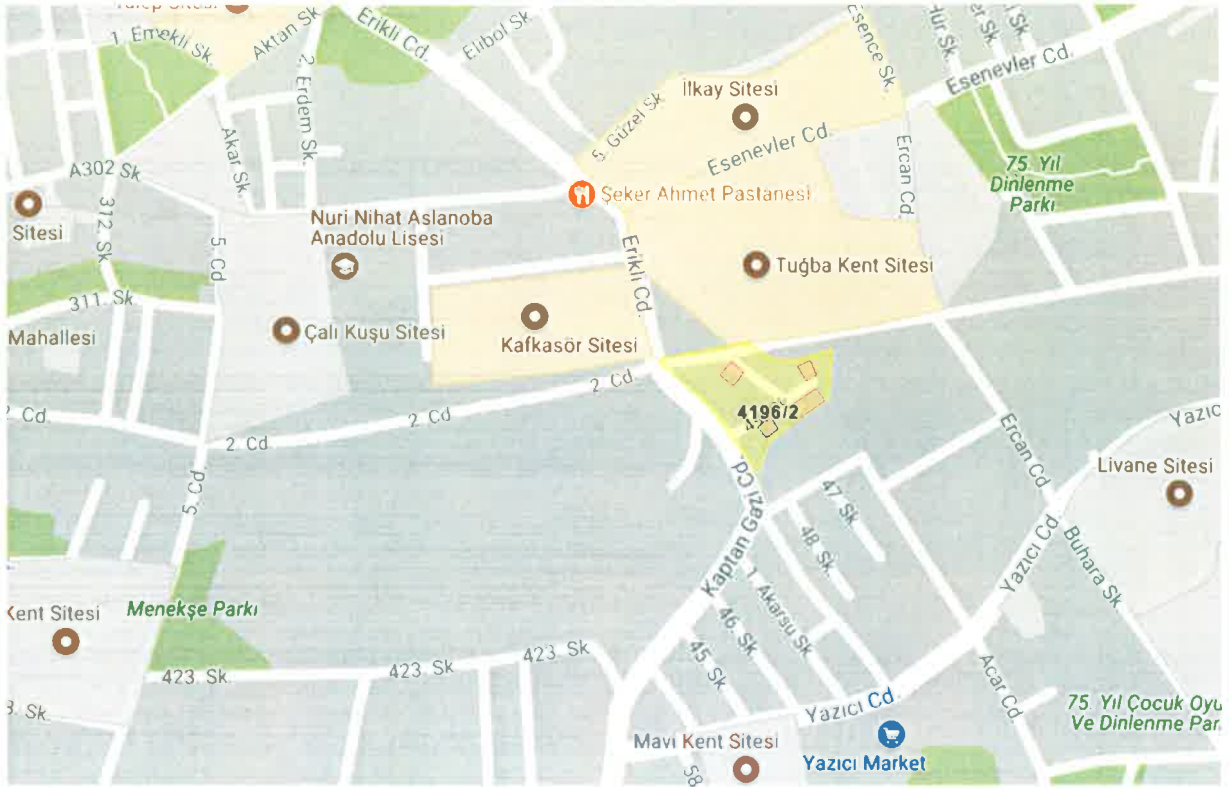 1. Emekli Sk.
Aktan Sk
Erikli Cd.
Elibol Sk
2. Erdem Sk.
Akar Sk.
A302 Sk
312. Sk
Sitesi
5. Cd
311. Sk
Mahallesi
Nuri Nihat Aslanoba
Anadolu Lisesi
Çalı Kuşu Sitesi
Kafkasör Sitesi
Erikli Cd.
Şeker Ahmet Pastanesi
5. Güzel Sk
İlkay Sitesi
Esenevler Cd.
Esenevler Cd.
Ercan Cd.
75. Yıl
Dinlenme
Parkı
Tuğba Kent Sitesi
2. Cd
2. Cd
2. Cd
Cd.
5. Cd.
4196/2
Kaptan Gazi Cd.
47 Sk
48. Sk.
1. Akarsu Sk
46. Sk.
45. Sk
Ercan Cd
Yazıcı Cd.
Buhara Sk
Livane Sitesi
Kent Sitesi
Menekşe Parkı
423. Sk.
423. Sk
423. Sk
Sk.
Acar Cd
Yazıcı Cd.
Mavi Kent Sitesi
58
Yazıcı Market
75. Yıl Çocuk Oyu
Ve Dinlenme Par